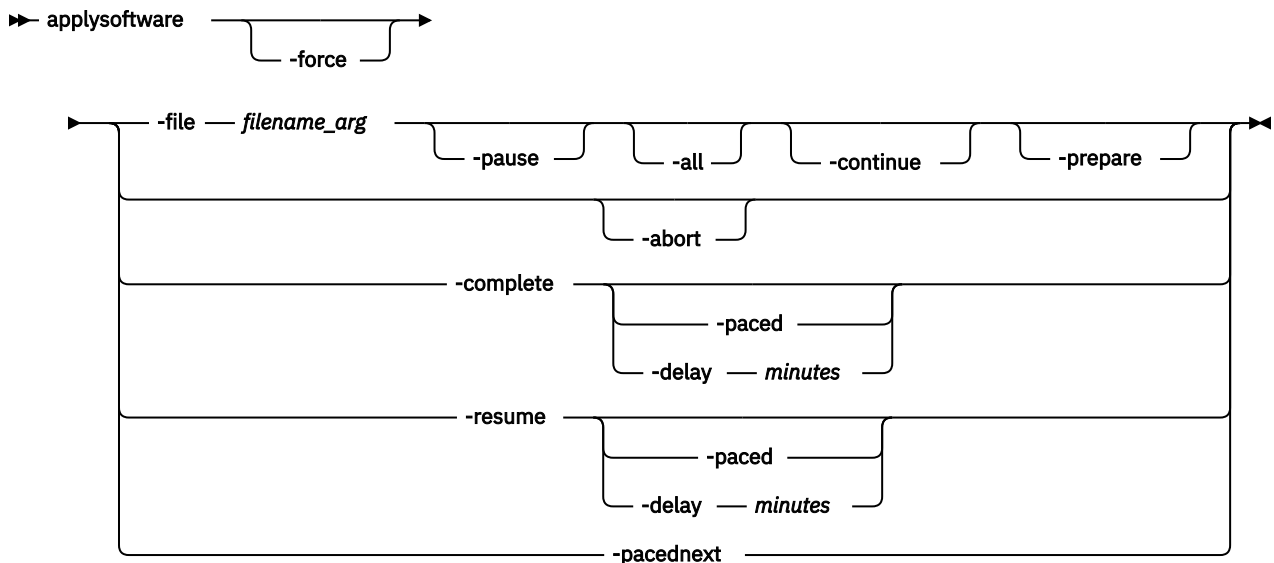 applysoftware
-force
-file filename_arg
-pause -all -continue -prepare
-abort
-complete
-paced
-delay minutes
-resume
-paced
-delay minutes
-pacednext